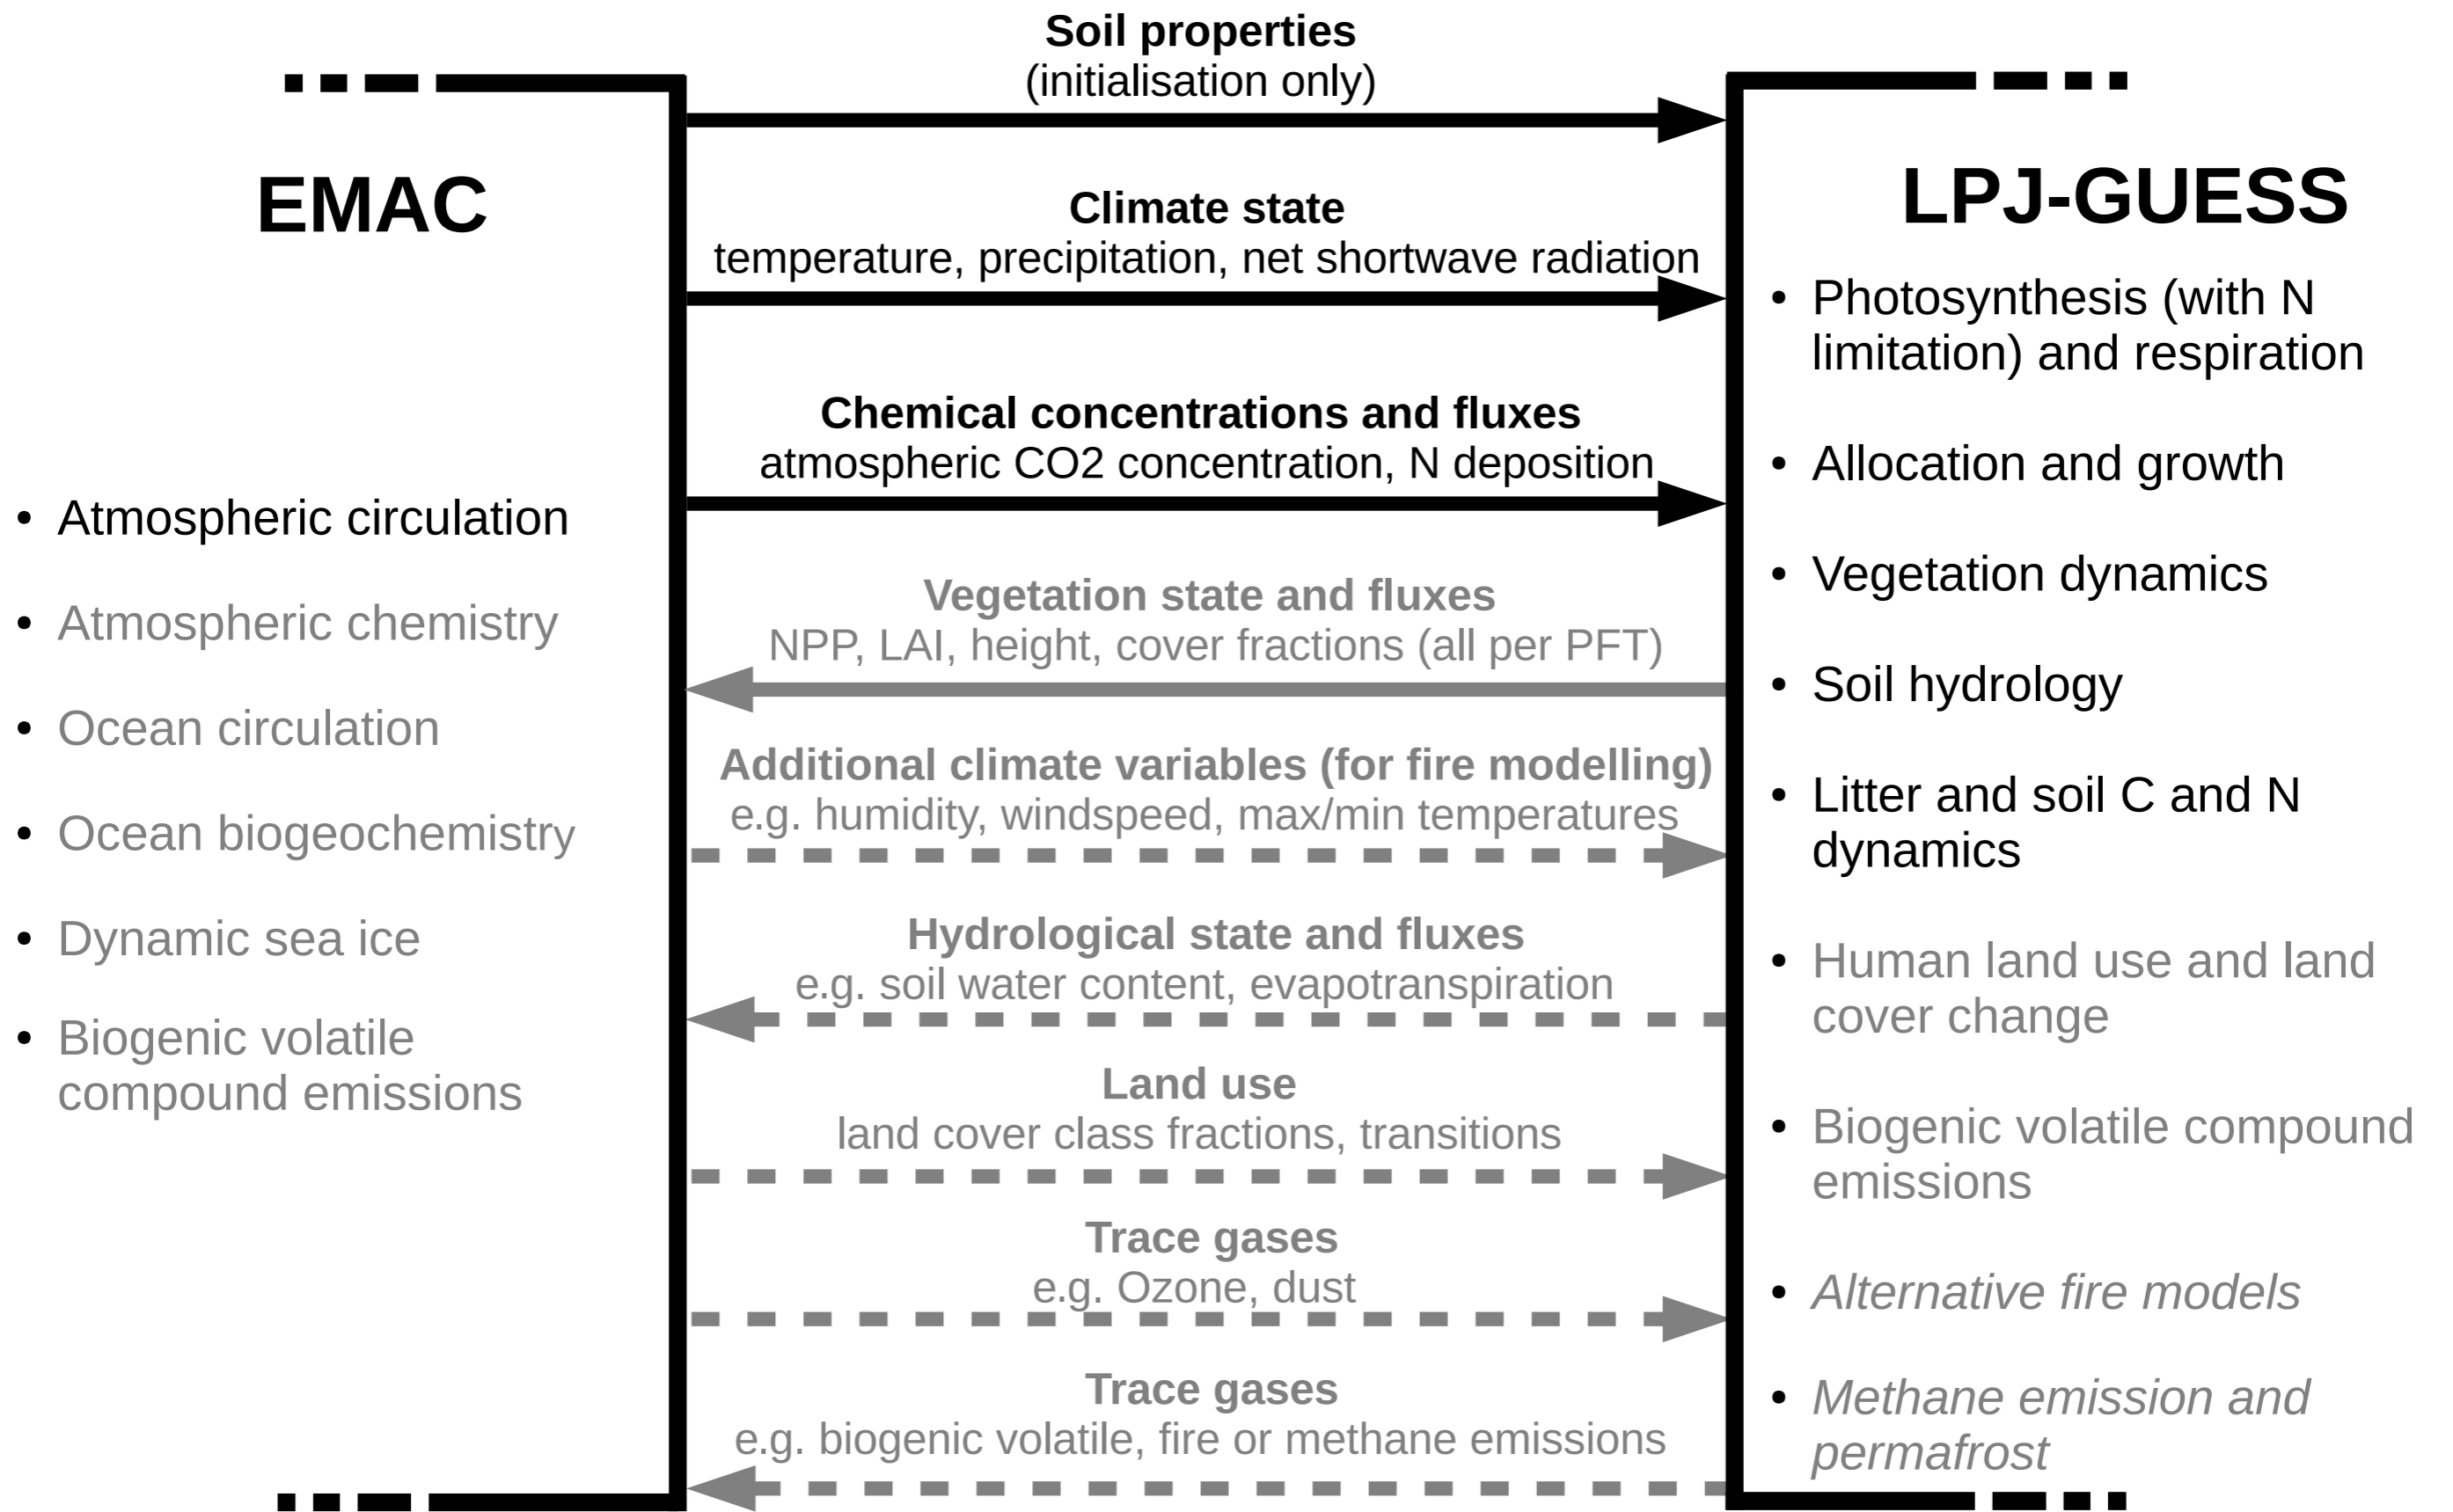 EMAC
• Atmospheric circulation
• Atmospheric chemistry
• Ocean circulation
• Ocean biogeochemistry
• Dynamic sea ice
• Biogenic volatile
compound emissions
Soil properties
(initialisation only)
Climate state
temperature, precipitation, net shortwave radiation
Chemical concentrations and fluxes
atmospheric CO2 concentration, N deposition
Vegetation state and fluxes
NPP, LAI, height, cover fractions (all per PFT)
Additional climate variables (for fire modelling)
e.g. humidity, windspeed, max/min temperatures
Hydrological state and fluxes
e.g. soil water content, evapotranspiration
Land use
land cover class fractions, transitions
Trace gases
e.g. Ozone, dust
Trace gases
e.g. biogenic volatile, fire or methane emissions
LPJ-GUESS
• Photosynthesis (with N
limitation) and respiration
• Allocation and growth
• Vegetation dynamics
• Soil hydrology
• Litter and soil C and N
dynamics
• Human land use and land
cover change
• Biogenic volatile compound
emissions
• Alternative fire models
• Methane emission and
permafrost